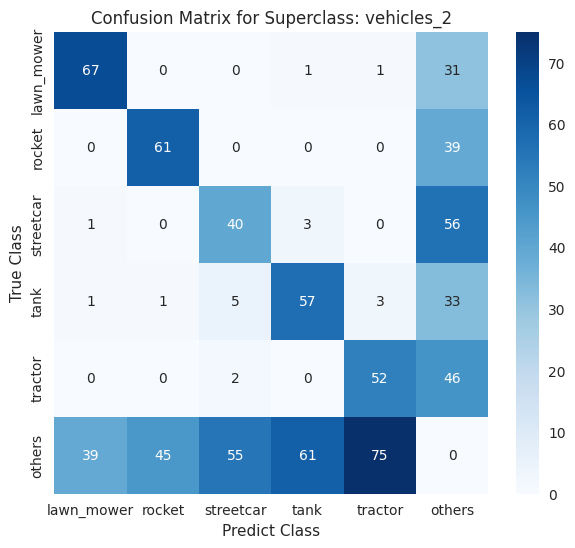 Confusion Matrix for Superclass: vehicles_2
True Class
lawn_mower 67 0 0 1 1 31
rocket 0 61 0 0 0 39
streetcar 1 0 40 3 0 56
tank 1 1 5 57 3 33
tractor 0 0 2 0 52 46
others 39 45 55 61 75 0
lawn_mower rocket streetcar tank tractor others
Predict Class
70
60
50
40
30
20
10
0